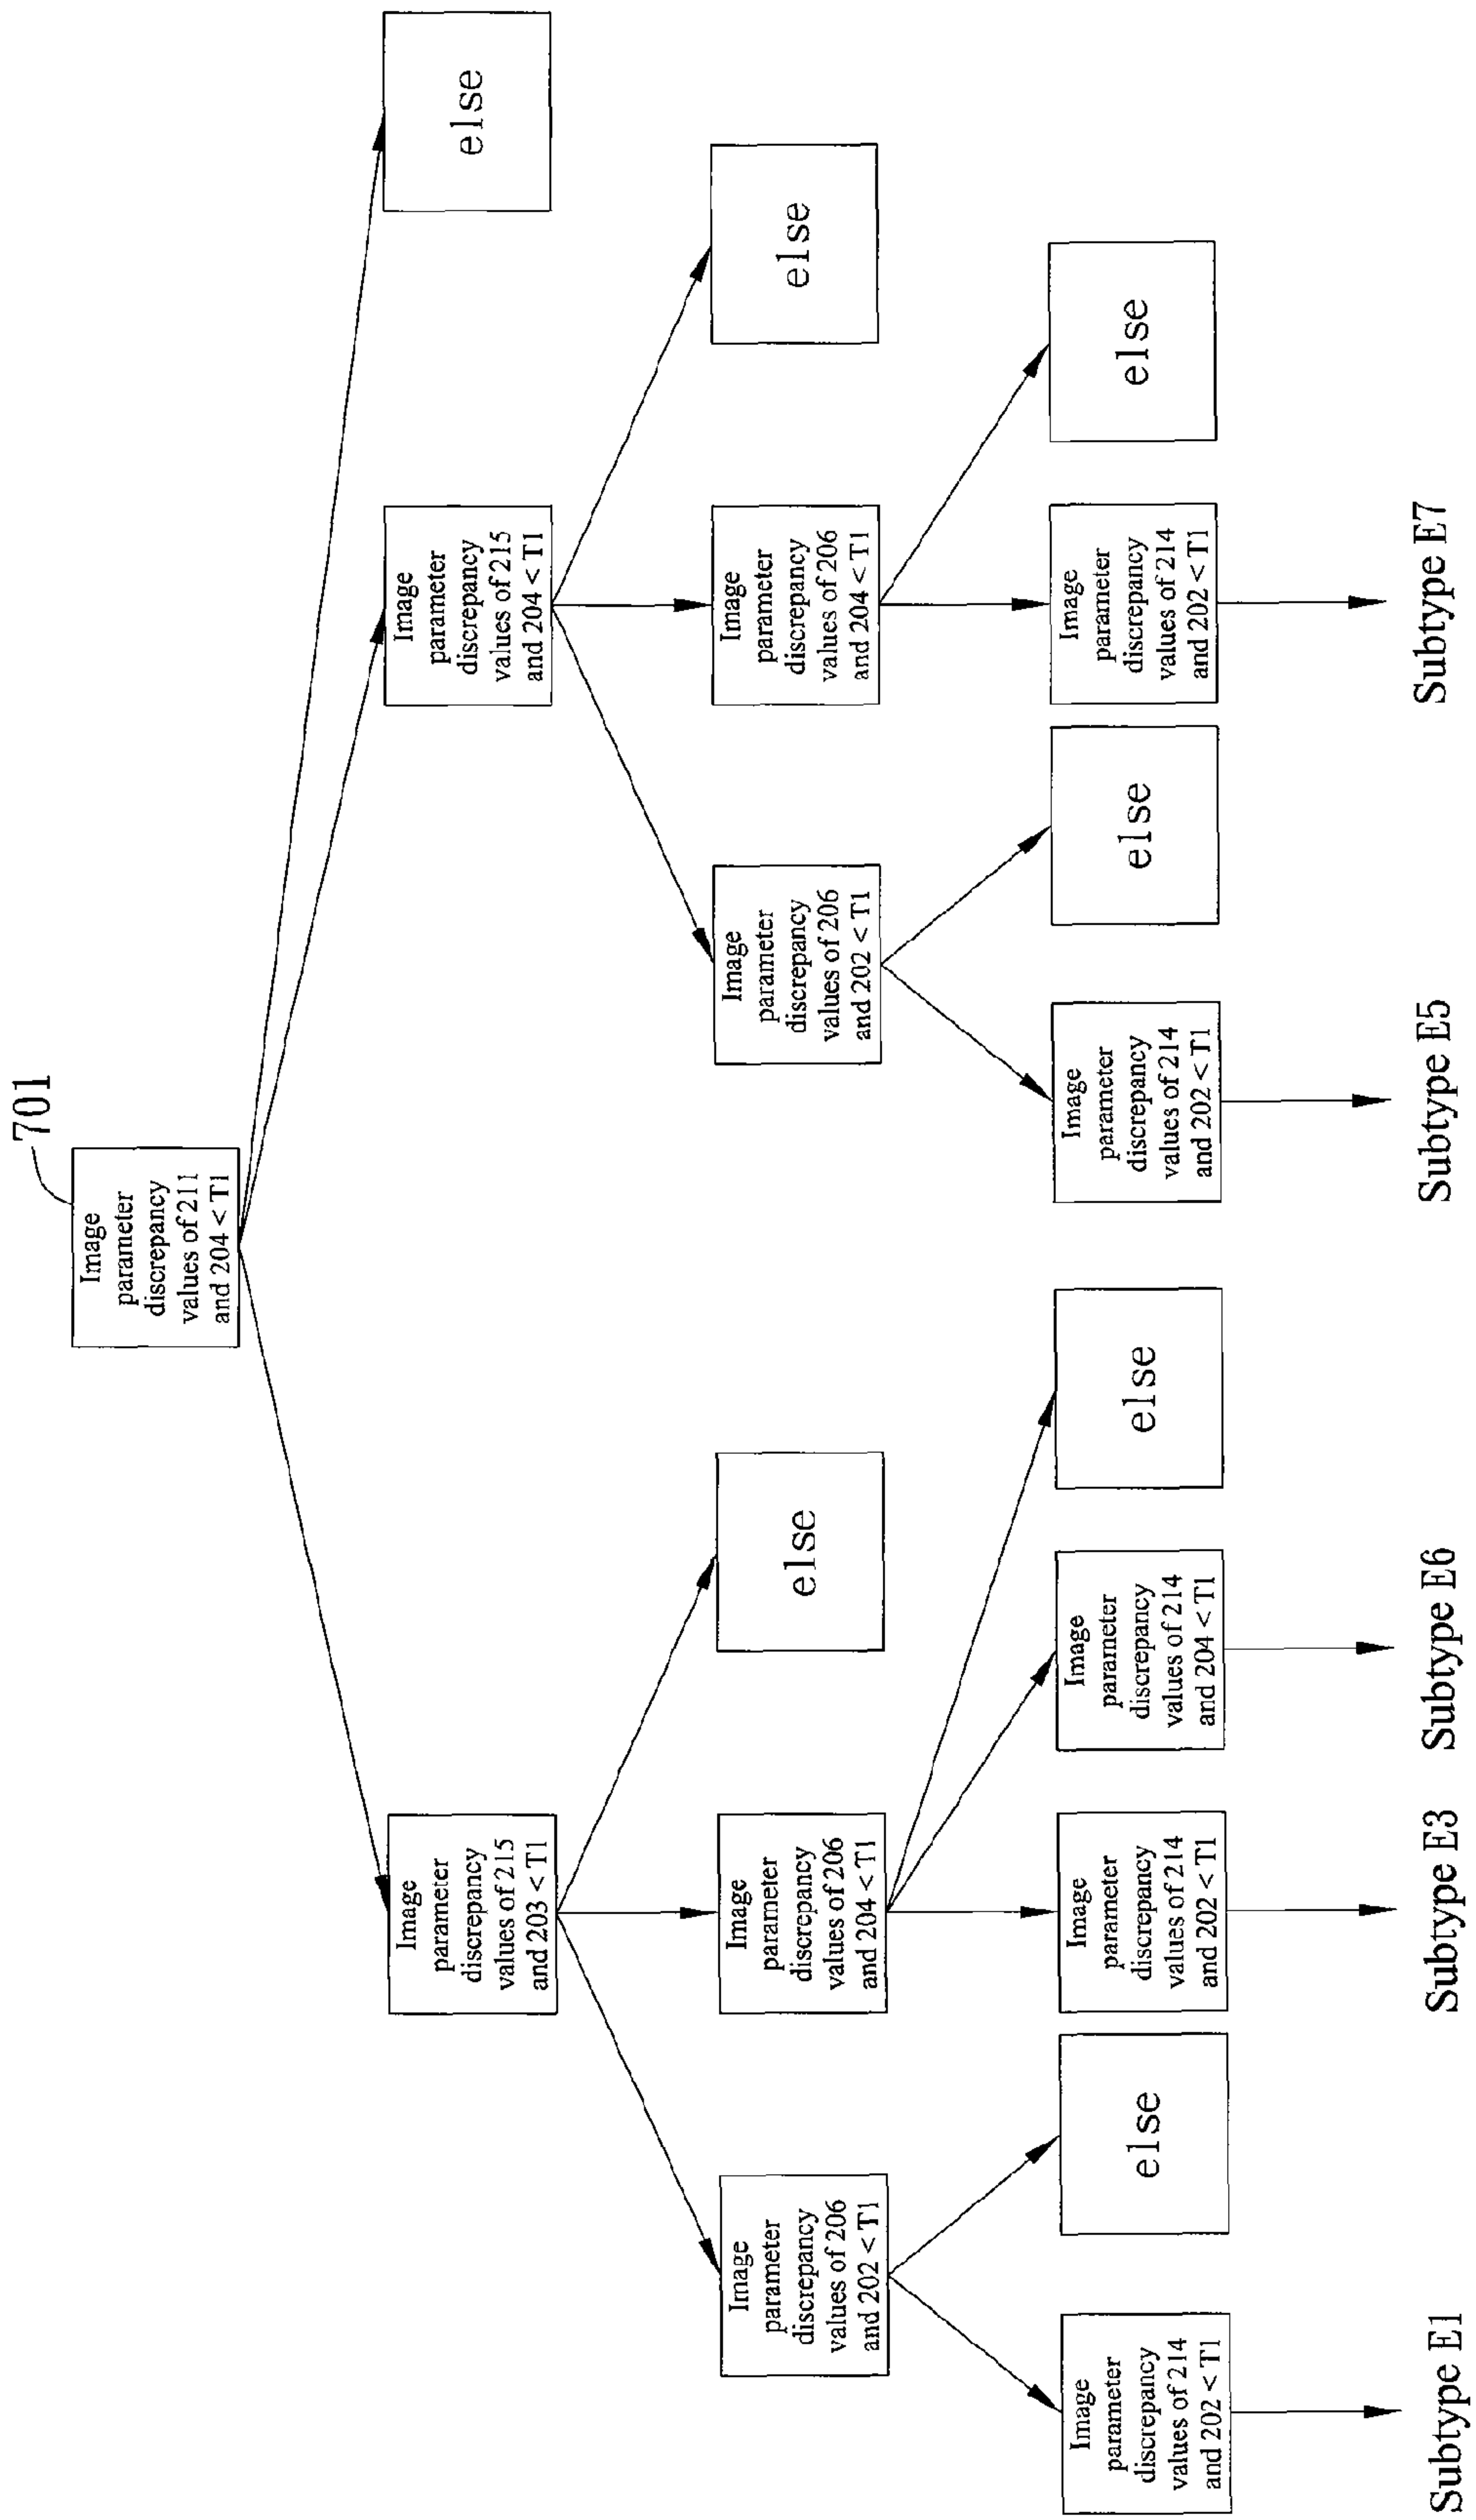 701
Image
parameter
discrepancy
values of 211
and 204 < T1
Image
parameter
discrepancy
values of 215
and 203 < T1
Image
parameter
discrepancy
values of 215
and 204 < T1
else
Image
parameter
discrepancy
values of 206
and 202 < T1
Image
parameter
discrepancy
values of 206
and 204 < T1
else
Image
parameter
discrepancy
values of 206
and 202 < T1
Image
parameter
discrepancy
values of 206
and 204 < T1
else
Image
parameter
discrepancy
values of 214
and 202 < T1
else
Image
parameter
discrepancy
values of 214
and 202 < T1
Image
parameter
discrepancy
values of 214
and 204 < T1
else
Image
parameter
discrepancy
values of 214
and 202 < T1
else
Image
parameter
discrepancy
values of 214
and 202 < T1
else
Subtype E1
Subtype E3
Subtype E6
Subtype E5
Subtype E7